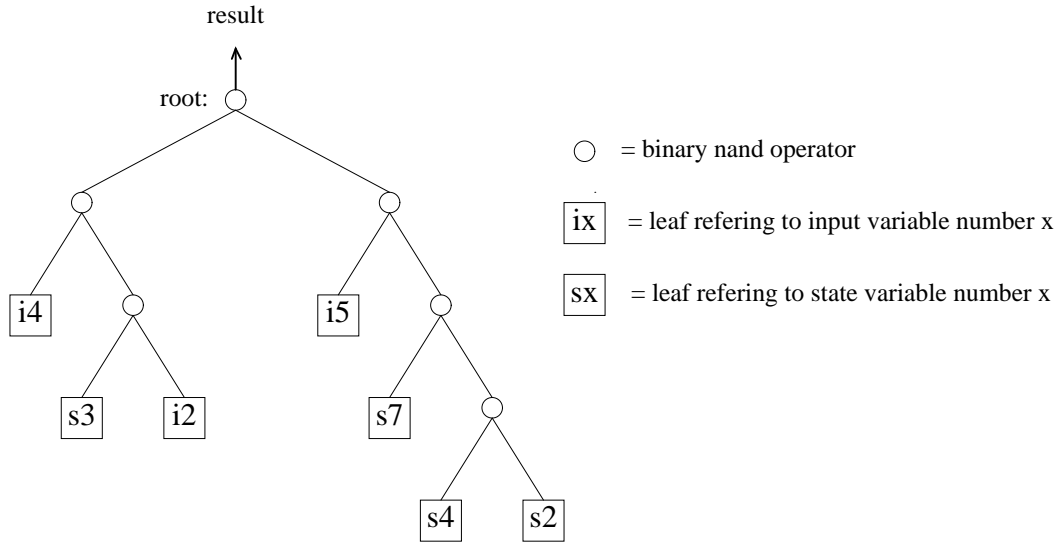 result
root:
= binary nand operator
ix = leaf refering to input variable number x
i4
i5
sx = leaf refering to state variable number x
s3
i2
s7
s4
s2